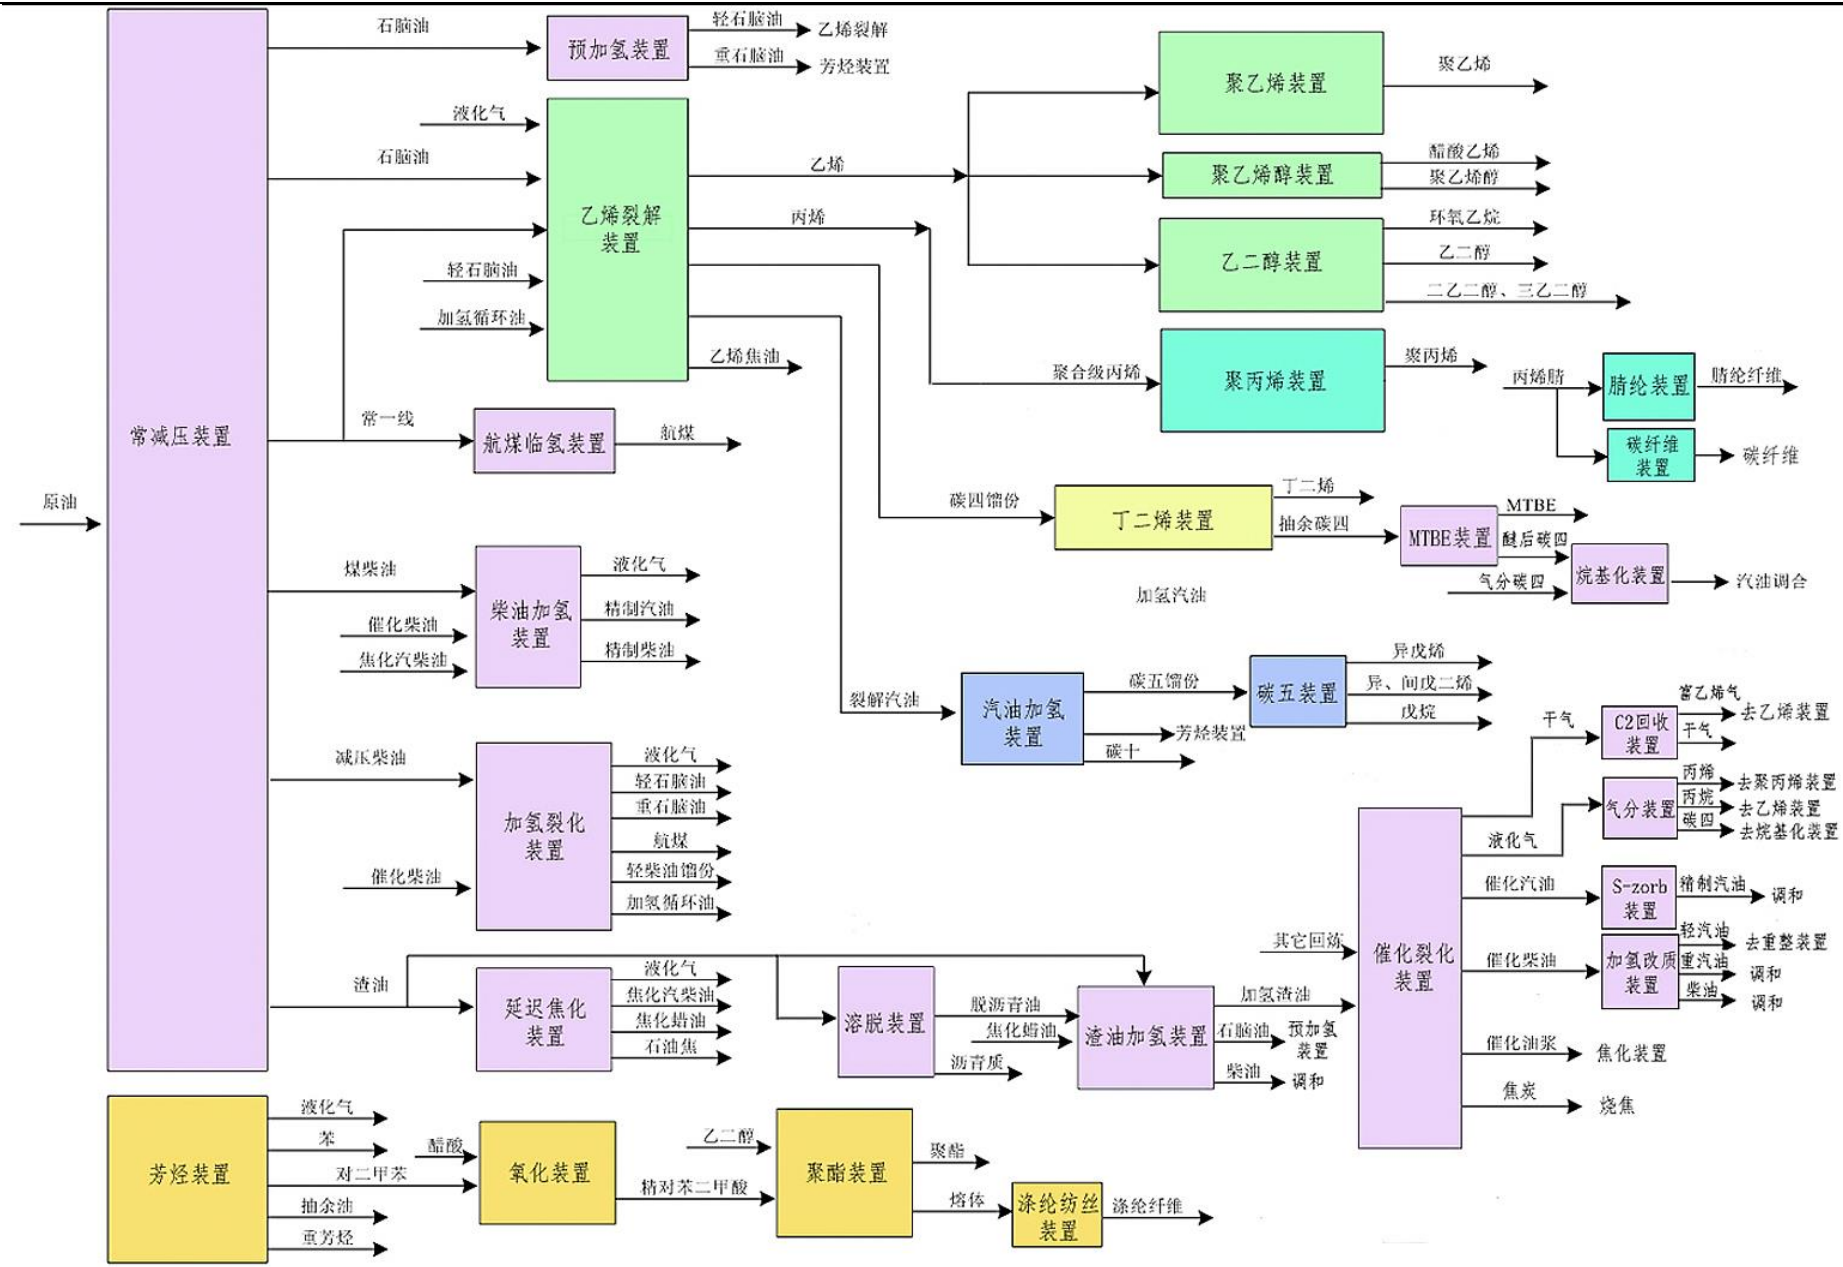 石脑油
预加氢装置
轻石脑油
乙烯裂解
重石脑油
芳烃装置
液化气
石脑油
乙烯裂解
装置
轻石脑油
加氢循环油
乙烯
丙烯
乙烯焦油
聚乙烯装置
聚乙烯
聚乙烯醇装置
醋酸乙烯
聚乙烯醇
乙二醇装置
环氧乙烷
乙二醇
二乙二醇、三乙二醇
聚合级丙烯
聚丙烯装置
聚丙烯
丙烯腈
腈纶装置
腈纶纤维
碳纤维
装置
碳纤维
常减压装置
原油
常一线
航煤临氢装置
航煤
碳四馏份
丁二烯装置
丁二烯
抽余碳四
MTBE装置
MTBE
醚后碳四
气分碳四
烷基化装置
汽油调合
加氢汽油
煤柴油
催化柴油
焦化汽柴油
柴油加氢
装置
液化气
精制汽油
精制柴油
裂解汽油
汽油加氢
装置
碳五馏份
芳烃装置
碳十
碳五装置
异戊烯
异、间戊二烯
戊烷
减压柴油
催化柴油
加氢裂化
装置
液化气
轻石脑油
重石脑油
航煤
轻柴油馏份
加氢循环油
渣油
延迟焦化
装置
液化气
焦化汽柴油
焦化蜡油
石油焦
溶脱装置
脱沥青油
焦化蜡油
沥青质
渣油加氢装置
加氢渣油
石脑油
预加氢
装置
柴油
调和
其它回炼
催化裂化
装置
干气
C2回收
装置
富乙烯气
去乙烯装置
干气
液化气
气分装置
丙烯
去聚丙烯装置
丙烷
去乙烯装置
碳四
去烷基化装置
催化汽油
S-zorb
装置
精制汽油
调和
催化柴油
加氢改质
装置
轻汽油
去重整装置
重汽油
调和
柴油
调和
催化油浆
焦化装置
焦炭
烧焦
芳烃装置
液化气
苯
对二甲苯
抽余油
重芳烃
醋酸
氧化装置
精对苯二甲酸
乙二醇
聚酯装置
聚酯
熔体
涤纶纺丝
装置
涤纶纤维